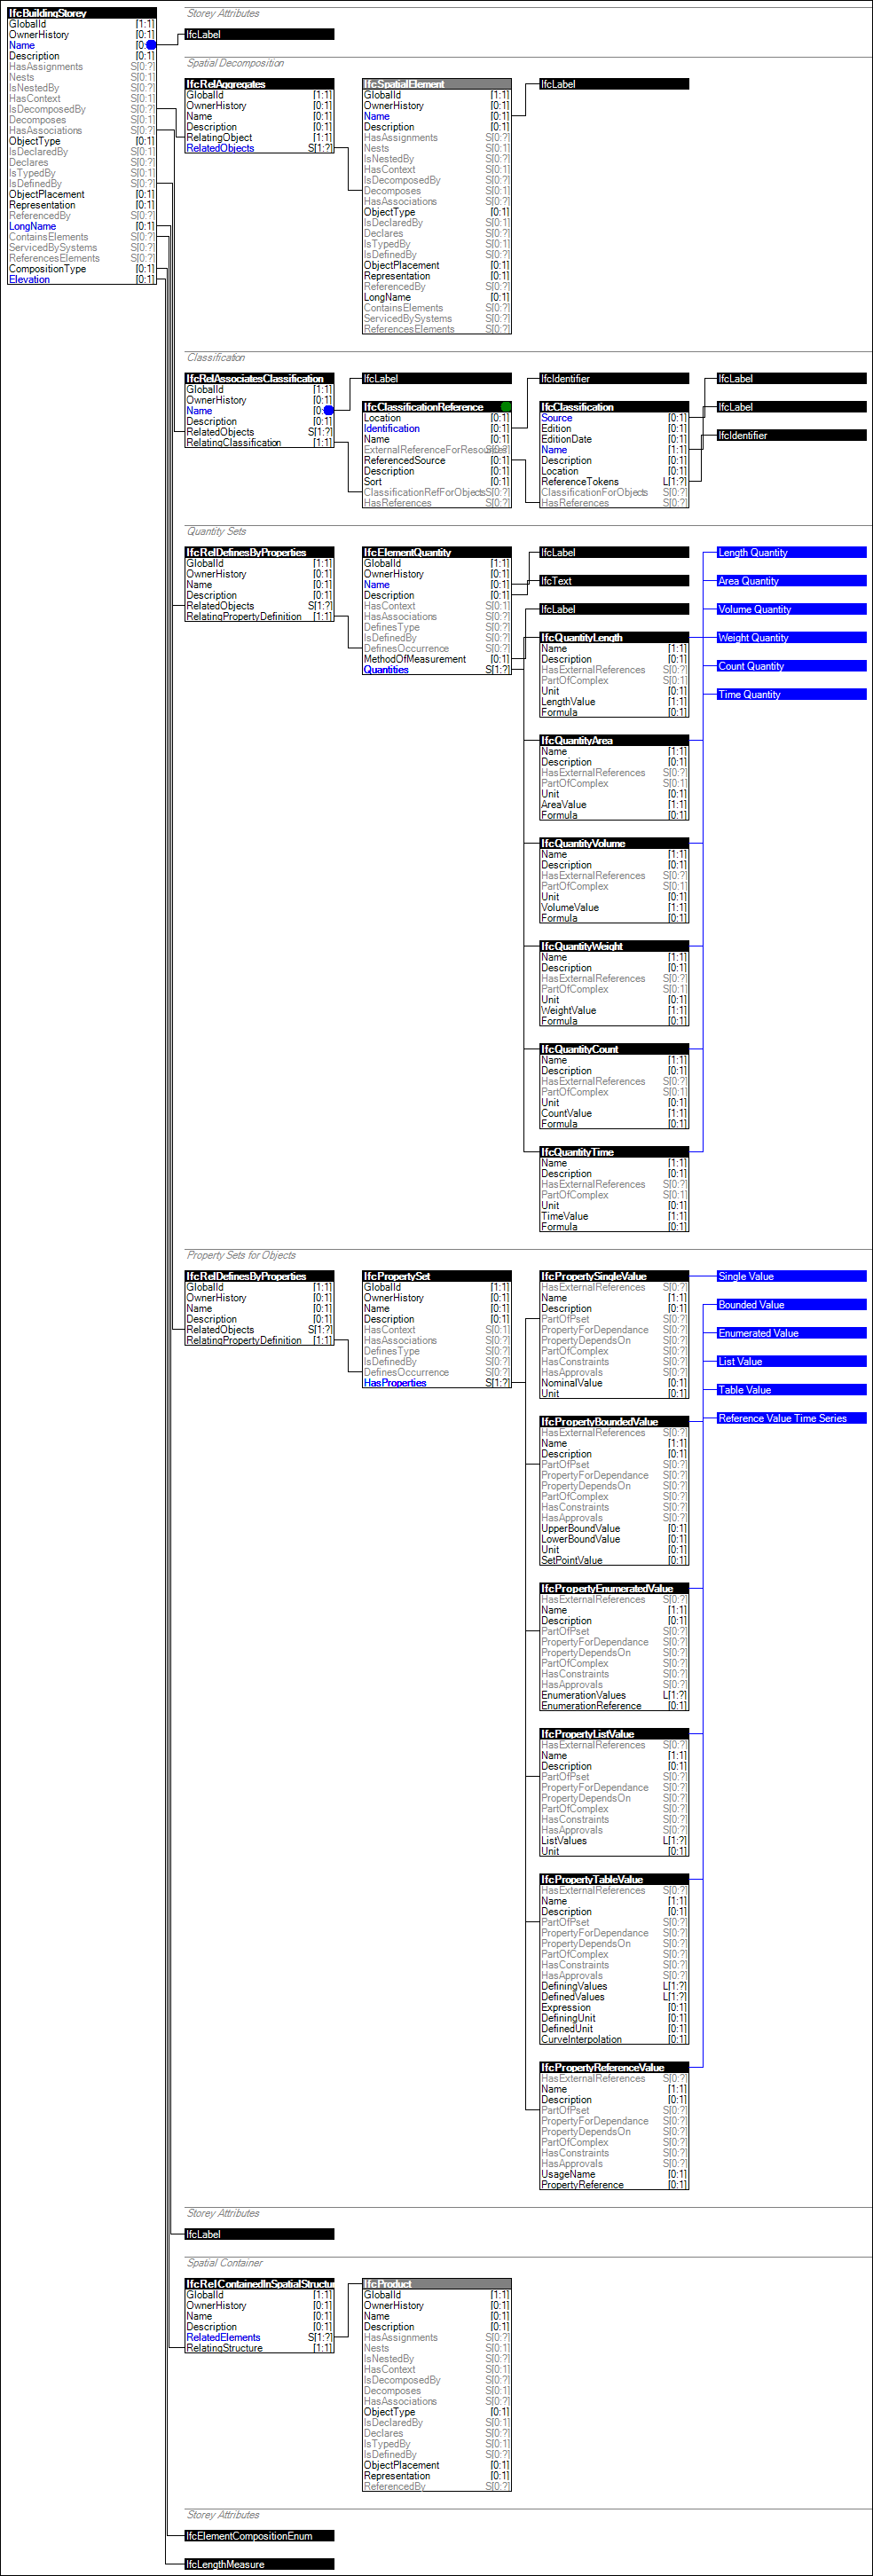 IfcBuildingStorey
GlobalId [1:1]
OwnerHistory [0:1]
Name [0:
Description [0:1]
HasAssignments S[0:?]
Nests S[0:1]
IsNestedBy S[0:?]
HasContext S[0:1]
IsDecomposedBy S[0:?]
Decomposes S[0:1]
HasAssociations S[0:?]
ObjectType [0:1]
IsDeclaredBy S[0:1]
Declares S[0:?]
IsTypedBy S[0:1]
IsDefinedBy S[0:?]
ObjectPlacement [0:1]
Representation [0:1]
ReferencedBy S[0:?]
LongName [0:1]
ContainsElements S[0:?]
ServicedBySystems S[0:?]
ReferencesElements S[0:?]
CompositionType [0:1]
Elevation [0:1]
Storey Attributes
IfcLabel
Spatial Decomposition
IfcRelAggregates
GlobalId [1:1]
OwnerHistory [0:1]
Name [0:1]
Description [0:1]
RelatingObject [1:1]
RelatedObjects S[1:?]
IfcSpatialElement
GlobalId [1:1]
OwnerHistory [0:1]
Name [0:1]
Description [0:1]
HasAssignments S[0:?]
Nests S[0:1]
IsNestedBy S[0:?]
HasContext S[0:1]
IsDecomposedBy S[0:?]
Decomposes S[0:1]
HasAssociations S[0:?]
ObjectType [0:1]
IsDeclaredBy S[0:1]
Declares S[0:?]
IsTypedBy S[0:1]
IsDefinedBy S[0:?]
ObjectPlacement [0:1]
Representation [0:1]
ReferencedBy S[0:?]
LongName [0:1]
ContainsElements S[0:?]
ServicedBySystems S[0:?]
ReferencesElements S[0:?]
IfcLabel
Classification
IfcRelAssociatesClassification
GlobalId [1:1]
OwnerHistory [0:1]
Name [0:
Description [0:1]
RelatedObjects S[1:?]
RelatingClassification [1:1]
IfcLabel
IfcClassificationReference
Location [0:1]
Identification [0:1]
Name [0:1]
ExternalReferenceForResources
ReferencedSource [0:1]
Description [0:1]
Sort [0:1]
ClassificationRefForObjects S[0:?]
HasReferences S[0:?]
IfcIdentifier
IfcClassification
Source [0:1]
Edition [0:1]
EditionDate [0:1]
Name [1:1]
Description [0:1]
Location [0:1]
ReferenceTokens L[1:?]
ClassificationForObjects S[0:?]
HasReferences S[0:?]
IfcLabel
IfcLabel
IfcIdentifier
Quantity Sets
IfcRelDefinesByProperties
GlobalId [1:1]
OwnerHistory [0:1]
Name [0:1]
Description [0:1]
RelatedObjects S[1:?]
RelatingPropertyDefinition [1:1]
IfcElementQuantity
GlobalId [1:1]
OwnerHistory [0:1]
Name [0:1]
Description [0:1]
HasContext S[0:1]
HasAssociations S[0:?]
DefinesType S[0:?]
IsDefinedBy S[0:?]
DefinesOccurrence S[0:?]
MethodOfMeasurement [0:1]
Quantities S[1:?]
IfcLabel
IfcText
IfcLabel
IfcQuantityLength
Name [1:1]
Description [0:1]
HasExternalReferences S[0:?]
PartOfComplex S[0:1]
Unit [0:1]
LengthValue [1:1]
Formula [0:1]
IfcQuantityArea
Name [1:1]
Description [0:1]
HasExternalReferences S[0:?]
PartOfComplex S[0:1]
Unit [0:1]
AreaValue [1:1]
Formula [0:1]
IfcQuantityVolume
Name [1:1]
Description [0:1]
HasExternalReferences S[0:?]
PartOfComplex S[0:1]
Unit [0:1]
VolumeValue [1:1]
Formula [0:1]
IfcQuantityWeight
Name [1:1]
Description [0:1]
HasExternalReferences S[0:?]
PartOfComplex S[0:1]
Unit [0:1]
WeightValue [1:1]
Formula [0:1]
IfcQuantityCount
Name [1:1]
Description [0:1]
HasExternalReferences S[0:?]
PartOfComplex S[0:1]
Unit [0:1]
CountValue [1:1]
Formula [0:1]
IfcQuantityTime
Name [1:1]
Description [0:1]
HasExternalReferences S[0:?]
PartOfComplex S[0:1]
Unit [0:1]
TimeValue [1:1]
Formula [0:1]
Length Quantity
Area Quantity
Volume Quantity
Weight Quantity
Count Quantity
Time Quantity
Property Sets for Objects
IfcRelDefinesByProperties
GlobalId [1:1]
OwnerHistory [0:1]
Name [0:1]
Description [0:1]
RelatedObjects S[1:?]
RelatingPropertyDefinition [1:1]
IfcPropertySet
GlobalId [1:1]
OwnerHistory [0:1]
Name [0:1]
Description [0:1]
HasContext S[0:1]
HasAssociations S[0:?]
DefinesType S[0:?]
IsDefinedBy S[0:?]
DefinesOccurrence S[0:?]
HasProperties S[1:?]
IfcPropertySingleValue
HasExternalReferences S[0:?]
Name [1:1]
Description [0:1]
PartOfPset S[0:?]
PropertyForDependance S[0:?]
PropertyDependsOn S[0:?]
PartOfComplex S[0:?]
HasConstraints S[0:?]
HasApprovals S[0:?]
NominalValue [0:1]
Unit [0:1]
IfcPropertyBoundedValue
HasExternalReferences S[0:?]
Name [1:1]
Description [0:1]
PartOfPset S[0:?]
PropertyForDependance S[0:?]
PropertyDependsOn S[0:?]
PartOfComplex S[0:?]
HasConstraints S[0:?]
HasApprovals S[0:?]
UpperBoundValue [0:1]
LowerBoundValue [0:1]
Unit [0:1]
SetPointValue [0:1]
IfcPropertyEnumeratedValue
HasExternalReferences S[0:?]
Name [1:1]
Description [0:1]
PartOfPset S[0:?]
PropertyForDependance S[0:?]
PropertyDependsOn S[0:?]
PartOfComplex S[0:?]
HasConstraints S[0:?]
HasApprovals S[0:?]
EnumerationValues L[1:?]
EnumerationReference [0:1]
IfcPropertyListValue
HasExternalReferences S[0:?]
Name [1:1]
Description [0:1]
PartOfPset S[0:?]
PropertyForDependance S[0:?]
PropertyDependsOn S[0:?]
PartOfComplex S[0:?]
HasConstraints S[0:?]
HasApprovals S[0:?]
ListValues L[1:?]
Unit [0:1]
IfcPropertyTableValue
HasExternalReferences S[0:?]
Name [1:1]
Description [0:1]
PartOfPset S[0:?]
PropertyForDependance S[0:?]
PropertyDependsOn S[0:?]
PartOfComplex S[0:?]
HasConstraints S[0:?]
HasApprovals S[0:?]
DefiningValues L[1:?]
DefinedValues L[1:?]
Expression [0:1]
DefiningUnit [0:1]
DefinedUnit [0:1]
CurveInterpolation [0:1]
IfcPropertyReferenceValue
HasExternalReferences S[0:?]
Name [1:1]
Description [0:1]
PartOfPset S[0:?]
PropertyForDependance S[0:?]
PropertyDependsOn S[0:?]
PartOfComplex S[0:?]
HasConstraints S[0:?]
HasApprovals S[0:?]
UsageName [0:1]
PropertyReference [0:1]
Single Value
Bounded Value
Enumerated Value
List Value
Table Value
Reference Value Time Series
Storey Attributes
IfcLabel
Spatial Container
IfcRelContainedInSpatialStructur
GlobalId [1:1]
OwnerHistory [0:1]
Name [0:1]
Description [0:1]
RelatedElements S[1:?]
RelatingStructure [1:1]
IfcProduct
GlobalId [1:1]
OwnerHistory [0:1]
Name [0:1]
Description [0:1]
HasAssignments S[0:?]
Nests S[0:1]
IsNestedBy S[0:?]
HasContext S[0:1]
IsDecomposedBy S[0:?]
Decomposes S[0:1]
HasAssociations S[0:?]
ObjectType [0:1]
IsDeclaredBy S[0:1]
Declares S[0:?]
IsTypedBy S[0:1]
IsDefinedBy S[0:?]
ObjectPlacement [0:1]
Representation [0:1]
ReferencedBy S[0:?]
Storey Attributes
IfcElementCompositionEnum
IfcLengthMeasure